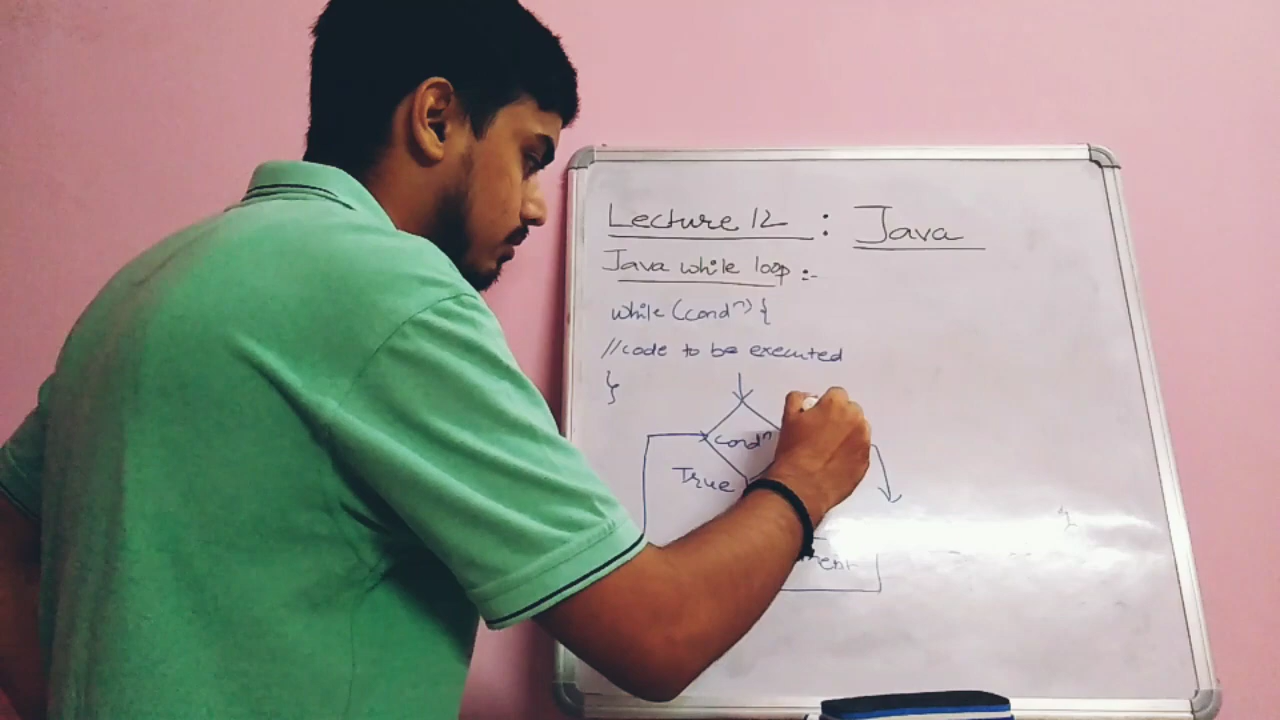 Lecture 12 : Java
Java while loop :-
while (condⁿ) {
//code to be executed
}
condⁿ
True